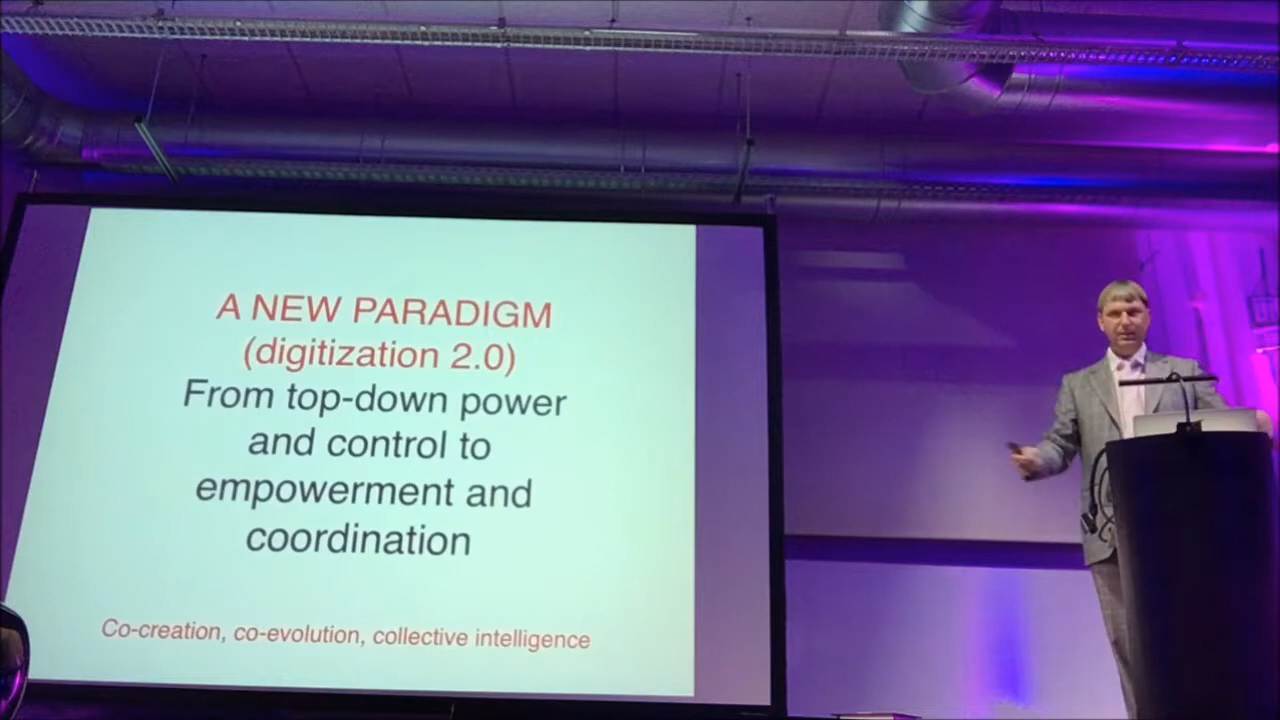 A NEW PARADIGM
(digitization 2.0)
From top-down power
and control to
empowerment and
coordination
Co-creation, co-evolution, collective intelligence